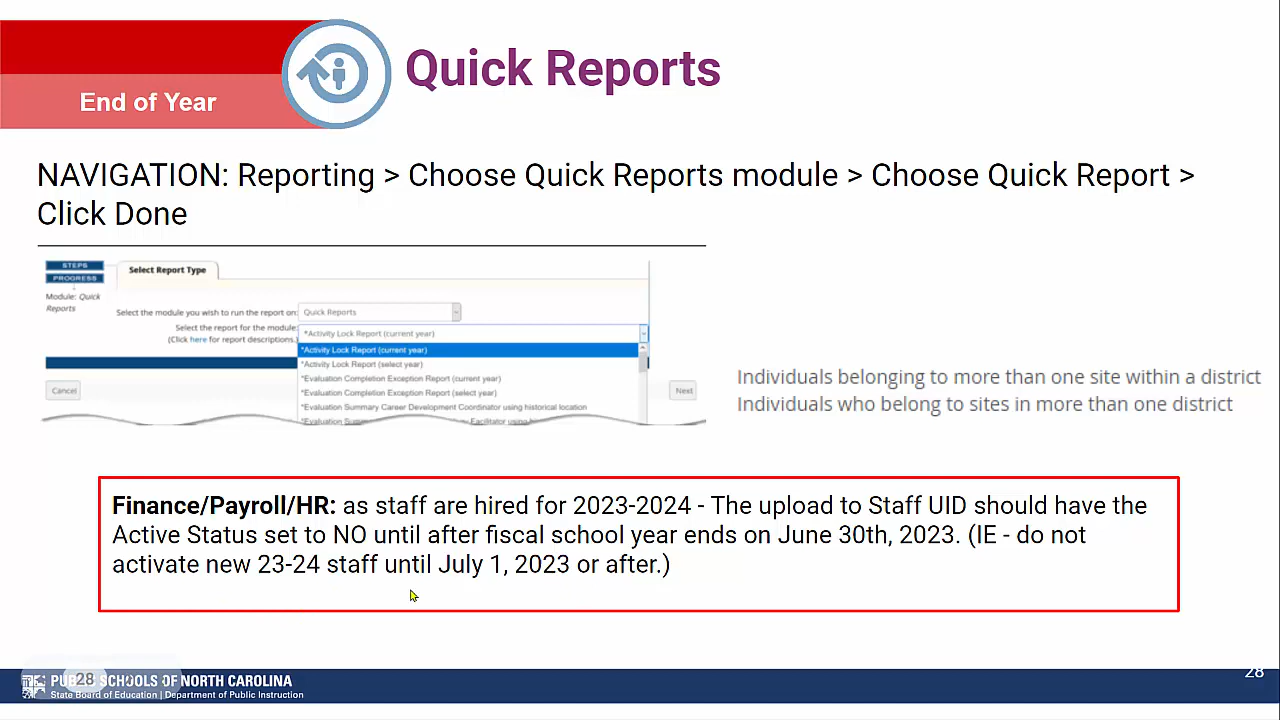 End of Year
Quick Reports
NAVIGATION: Reporting > Choose Quick Reports module > Choose Quick Report >
Click Done
STEPS
PROGRESS
Module: Quick
Reports
Select Report Type
Select the module you wish to run the report on:
Quick Reports
Select the report for the module:
(Click here for report descriptions.)
*Activity Lock Report (current year)
*Activity Lock Report (current year)
*Activity Lock Report (select year)
*Evaluation Completion Exception Report (current year)
*Evaluation Completion Exception Report (select year)
*Evaluation Summary Career Development Coordinator using historical location
Facilitator using
Cancel
Next
Individuals belonging to more than one site within a district
Individuals who belong to sites in more than one district
Finance/Payroll/HR: as staff are hired for 2023-2024 - The upload to Staff UID should have the
Active Status set to NO until after fiscal school year ends on June 30th, 2023. (IE - do not
activate new 23-24 staff until July 1, 2023 or after.)
28
PUBLIC SCHOOLS OF NORTH CAROLINA
State Board of Education | Department of Public Instruction
28